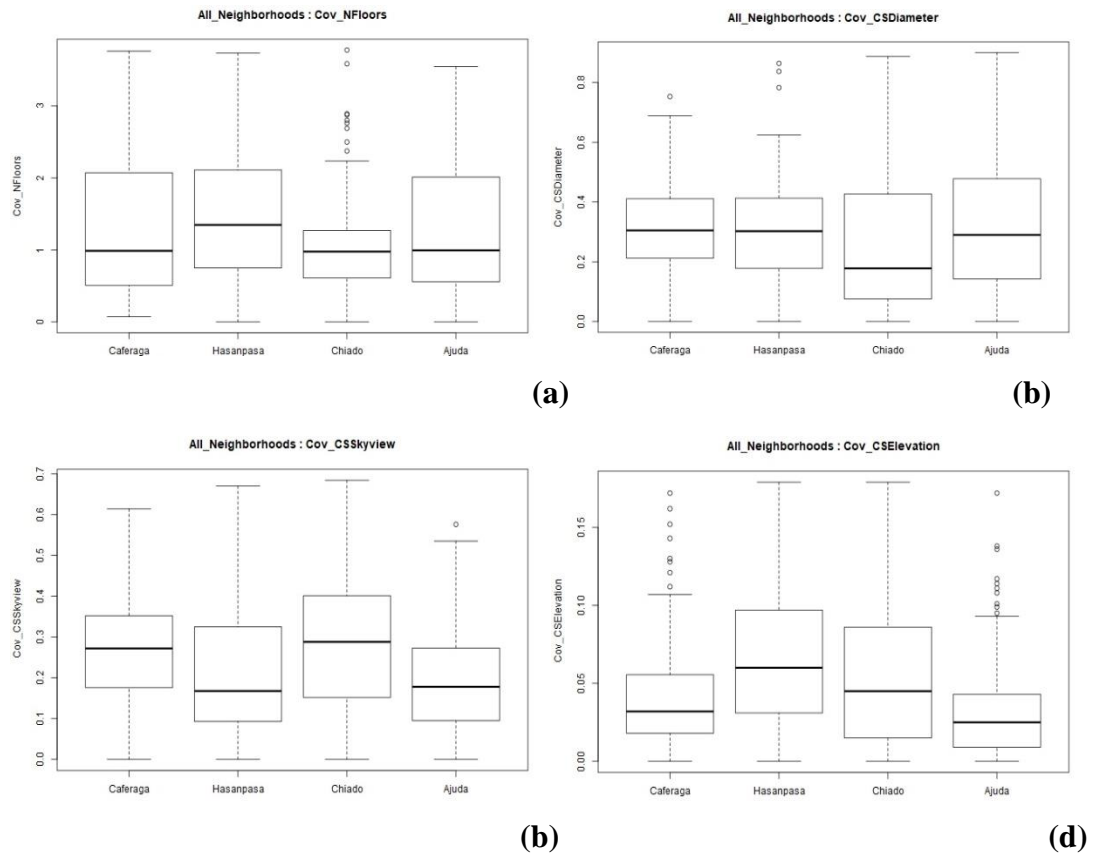 All_Neighborhoods : Cov_NFloors
Cov_NFloors
3
2
1
0
Caferaga Hasanpasa Chiado Ajuda
(a)
All_Neighborhoods : Cov_CSDiameter
Cov_CSDiameter
0.8
0.6
0.4
0.2
0.0
Caferaga Hasanpasa Chiado Ajuda
(b)
All_Neighborhoods : Cov_CSSkyview
Cov_CSSkyview
0.7
0.6
0.5
0.4
0.3
0.2
0.1
0.0
Caferaga Hasanpasa Chiado Ajuda
(b)
All_Neighborhoods : Cov_CSElevation
Cov_CSElevation
0.15
0.10
0.05
0.00
Caferaga Hasanpasa Chiado Ajuda
(d)